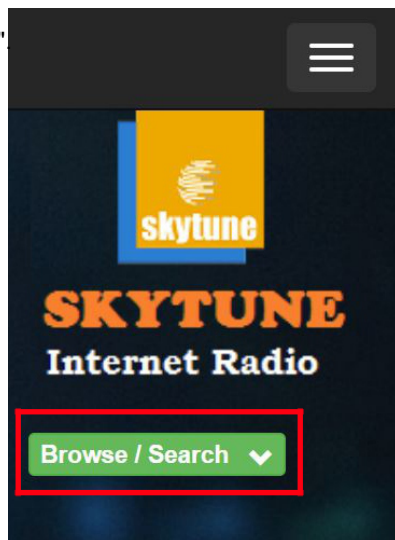 ".
skytune
SKYTUNE
Internet Radio
Browse / Search